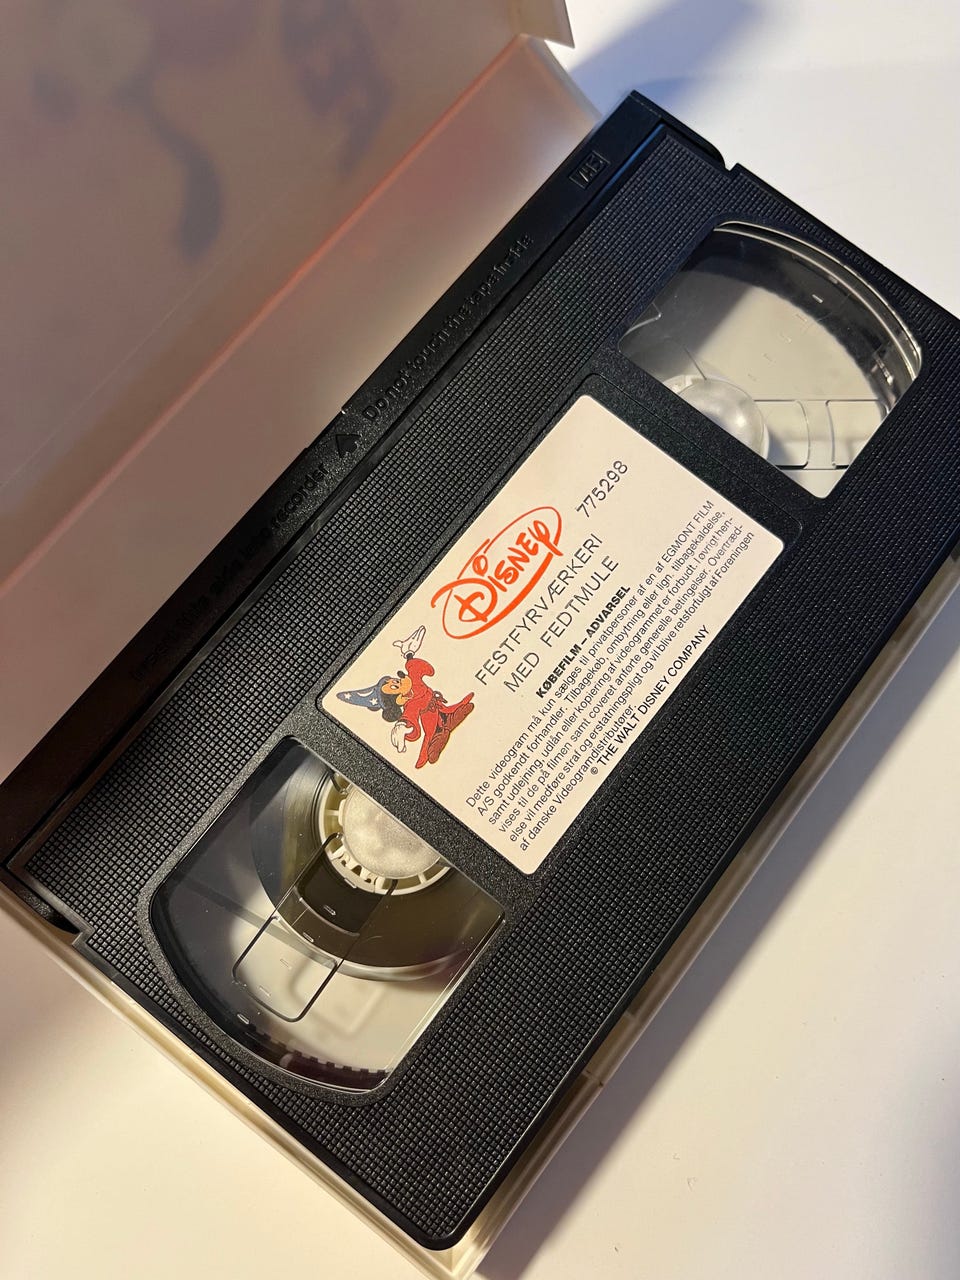 VHS
Do not touch the tape inside
recorder
Disney
775298
FESTFYRVÆRKERI
MED FEDTMULE
KØBEFILM – ADVARSEL
Dette videogram må kun sælges til privatpersoner af en af EGMONT FILM
A/S godkendt forhandler. Tilbagekøb, ombytning eller lign. tilbagekaldelse,
samt udlejning, udlån eller kopiering af videogrammet er forbudt. Iøvrigt hen-
vises til de på filmen samt coveret anførte generelle betingelser. Overtræd-
else vil medføre straf og erstatningspligt og vil blive retsforfulgt af Foreningen
af danske Videogramdistributører.
© THE WALT DISNEY COMPANY